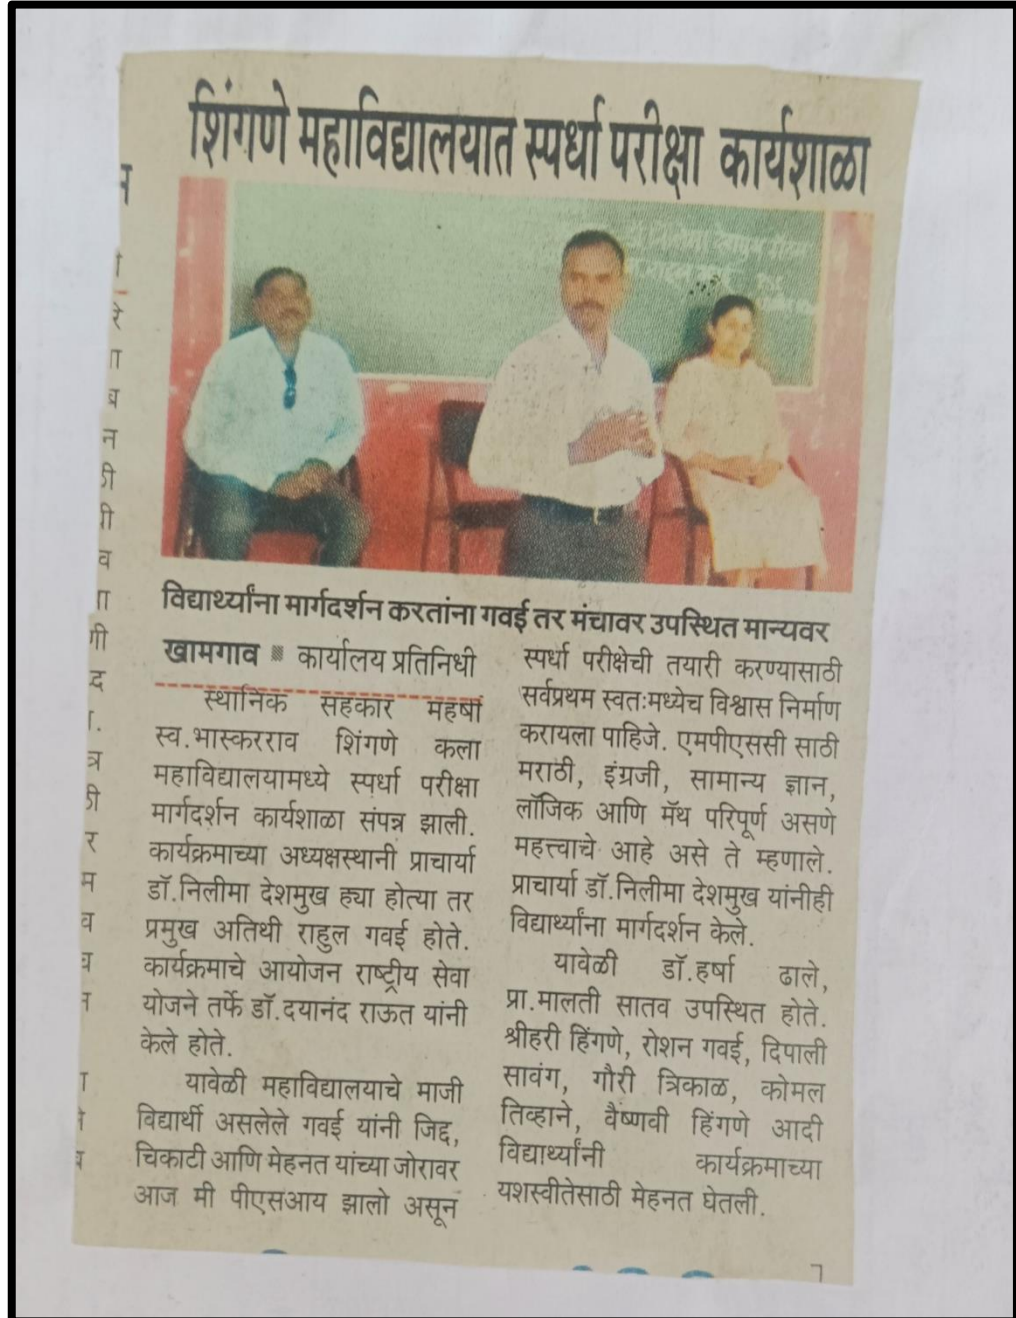 शिंगणे महाविद्यालयात स्पर्धा परीक्षा कार्यशाळा
विद्यार्थ्यांना मार्गदर्शन करतांना गवई तर मंचावर उपस्थित मान्यवर
खामगाव ▪ कार्यालय प्रतिनिधी
स्थानिक सहकार महर्षी
स्व.भास्करराव शिंगणे कला
महाविद्यालयामध्ये स्पर्धा परीक्षा
मार्गदर्शन कार्यशाळा संपन्न झाली.
कार्यक्रमाच्या अध्यक्षस्थानी प्राचार्या
डॉ.निलीमा देशमुख ह्या होत्या तर
प्रमुख अतिथी राहुल गवई होते.
कार्यक्रमाचे आयोजन राष्ट्रीय सेवा
योजने तर्फे डॉ.दयानंद राऊत यांनी
केले होते.
यावेळी महाविद्यालयाचे माजी
विद्यार्थी असलेले गवई यांनी जिद्द,
चिकाटी आणि मेहनत यांच्या जोरावर
आज मी पीएसआय झालो असून
स्पर्धा परीक्षेची तयारी करण्यासाठी
सर्वप्रथम स्वतःमध्येच विश्वास निर्माण
करायला पाहिजे. एमपीएससी साठी
मराठी, इंग्रजी, सामान्य ज्ञान,
लॉजिक आणि मॅथ परिपूर्ण असणे
महत्त्वाचे आहे असे ते म्हणाले.
प्राचार्या डॉ.निलीमा देशमुख यांनीही
विद्यार्थ्यांना मार्गदर्शन केले.
यावेळी डॉ.हर्षा ढाले,
प्रा.मालती सातव उपस्थित होते.
श्रीहरी हिंगणे, रोशन गवई, दिपाली
सावंग, गौरी त्रिकाळ, कोमल
तिव्हाने, वैष्णवी हिंगणे आदी
विद्यार्थ्यांनी कार्यक्रमाच्या
यशस्वीतेसाठी मेहनत घेतली.